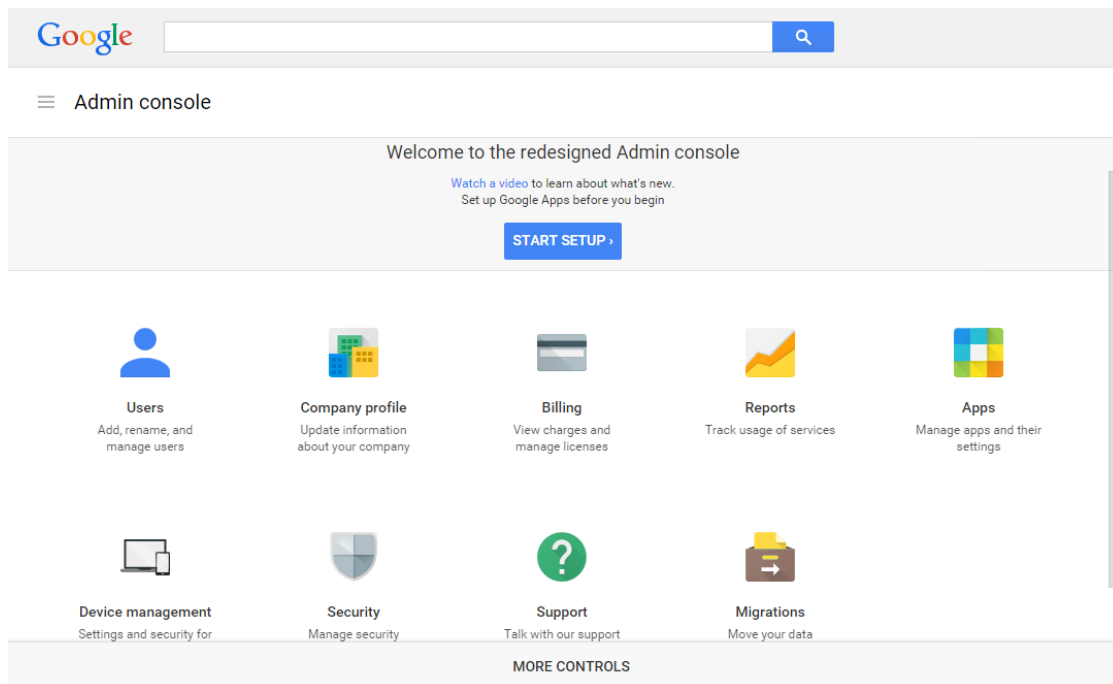 Google
Admin console
Welcome to the redesigned Admin console
Watch a video to learn about what's new.
Set up Google Apps before you begin
START SETUP ›
Users
Add, rename, and
manage users
Company profile
Update information
about your company
Billing
View charges and
manage licenses
Reports
Track usage of services
Apps
Manage apps and their
settings
Device management
Settings and security for
Security
Manage security
Support
Talk with our support
Migrations
Move your data
MORE CONTROLS